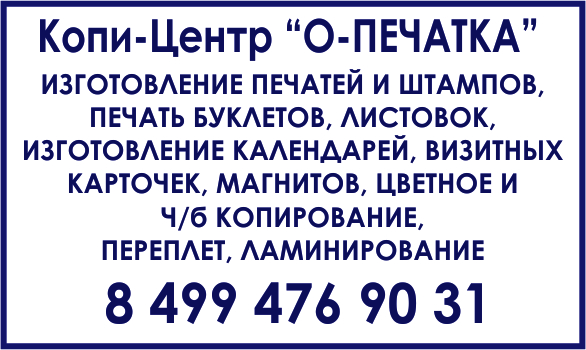 Копи-Центр “О-ПЕЧАТКА”
ИЗГОТОВЛЕНИЕ ПЕЧАТЕЙ И ШТАМПОВ,
ПЕЧАТЬ БУКЛЕТОВ, ЛИСТОВОК,
ИЗГОТОВЛЕНИЕ КАЛЕНДАРЕЙ, ВИЗИТНЫХ
КАРТОЧЕК, МАГНИТОВ, ЦВЕТНОЕ И
Ч/б КОПИРОВАНИЕ,
ПЕРЕПЛЕТ, ЛАМИНИРОВАНИЕ
8 499 476 90 31